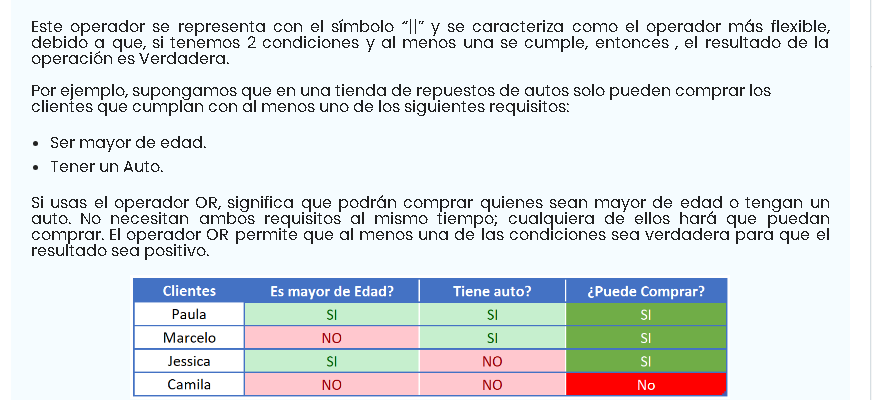 Este operador se representa con el símbolo “||” y se caracteriza como el operador más flexible,
debido a que, si tenemos 2 condiciones y al menos una se cumple, entonces , el resultado de la
operación es Verdadera.
Por ejemplo, supongamos que en una tienda de repuestos de autos solo pueden comprar los
clientes que cumplan con al menos uno de los siguientes requisitos:
• Ser mayor de edad.
• Tener un Auto.
Si usas el operador OR, significa que podrán comprar quienes sean mayor de edad o tengan un
auto. No necesitan ambos requisitos al mismo tiempo; cualquiera de ellos hará que puedan
comprar. El operador OR permite que al menos una de las condiciones sea verdadera para que el
resultado sea positivo.
Clientes Es mayor de Edad? Tiene auto? ¿Puede Comprar?
Paula SI SI SI
Marcelo NO SI SI
Jessica SI NO SI
Camila NO NO No